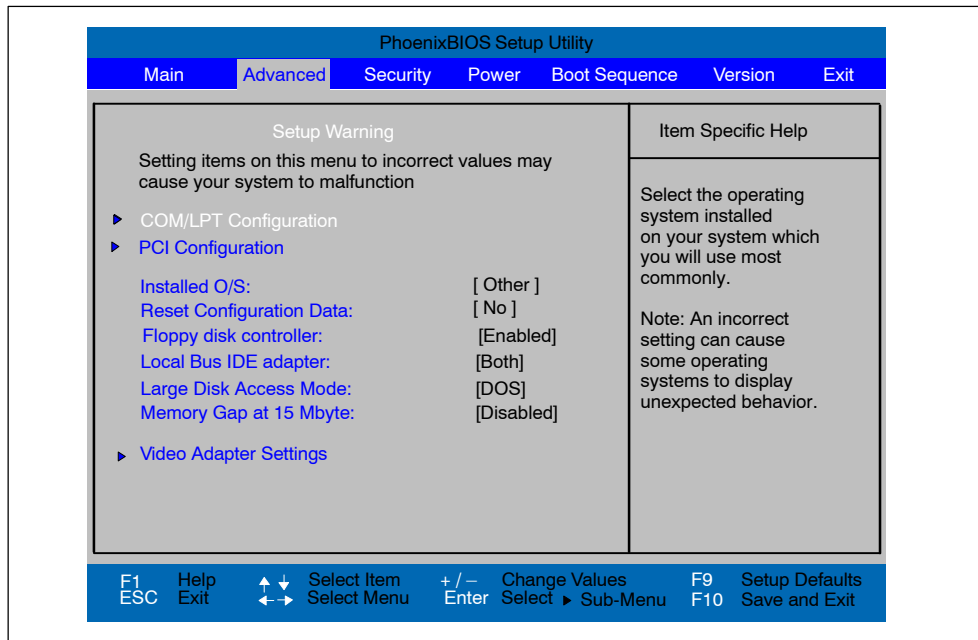 PhoenixBIOS Setup Utility
Main Advanced Security Power Boot Sequence Version Exit
Setup Warning
Setting items on this menu to incorrect values may
cause your system to malfunction
COM/LPT Configuration
PCI Configuration
Installed O/S: [ Other ]
Reset Configuration Data: [ No ]
Floppy disk controller: [Enabled]
Local Bus IDE adapter: [Both]
Large Disk Access Mode: [DOS]
Memory Gap at 15 Mbyte: [Disabled]
Video Adapter Settings
Item Specific Help
Select the operating
system installed
on your system which
you will use most
commonly.
Note: An incorrect
setting can cause
some operating
systems to display
unexpected behavior.
F1 Help Select Item + / – Change Values F9 Setup Defaults
ESC Exit Select Menu Enter Select Sub-Menu F10 Save and Exit